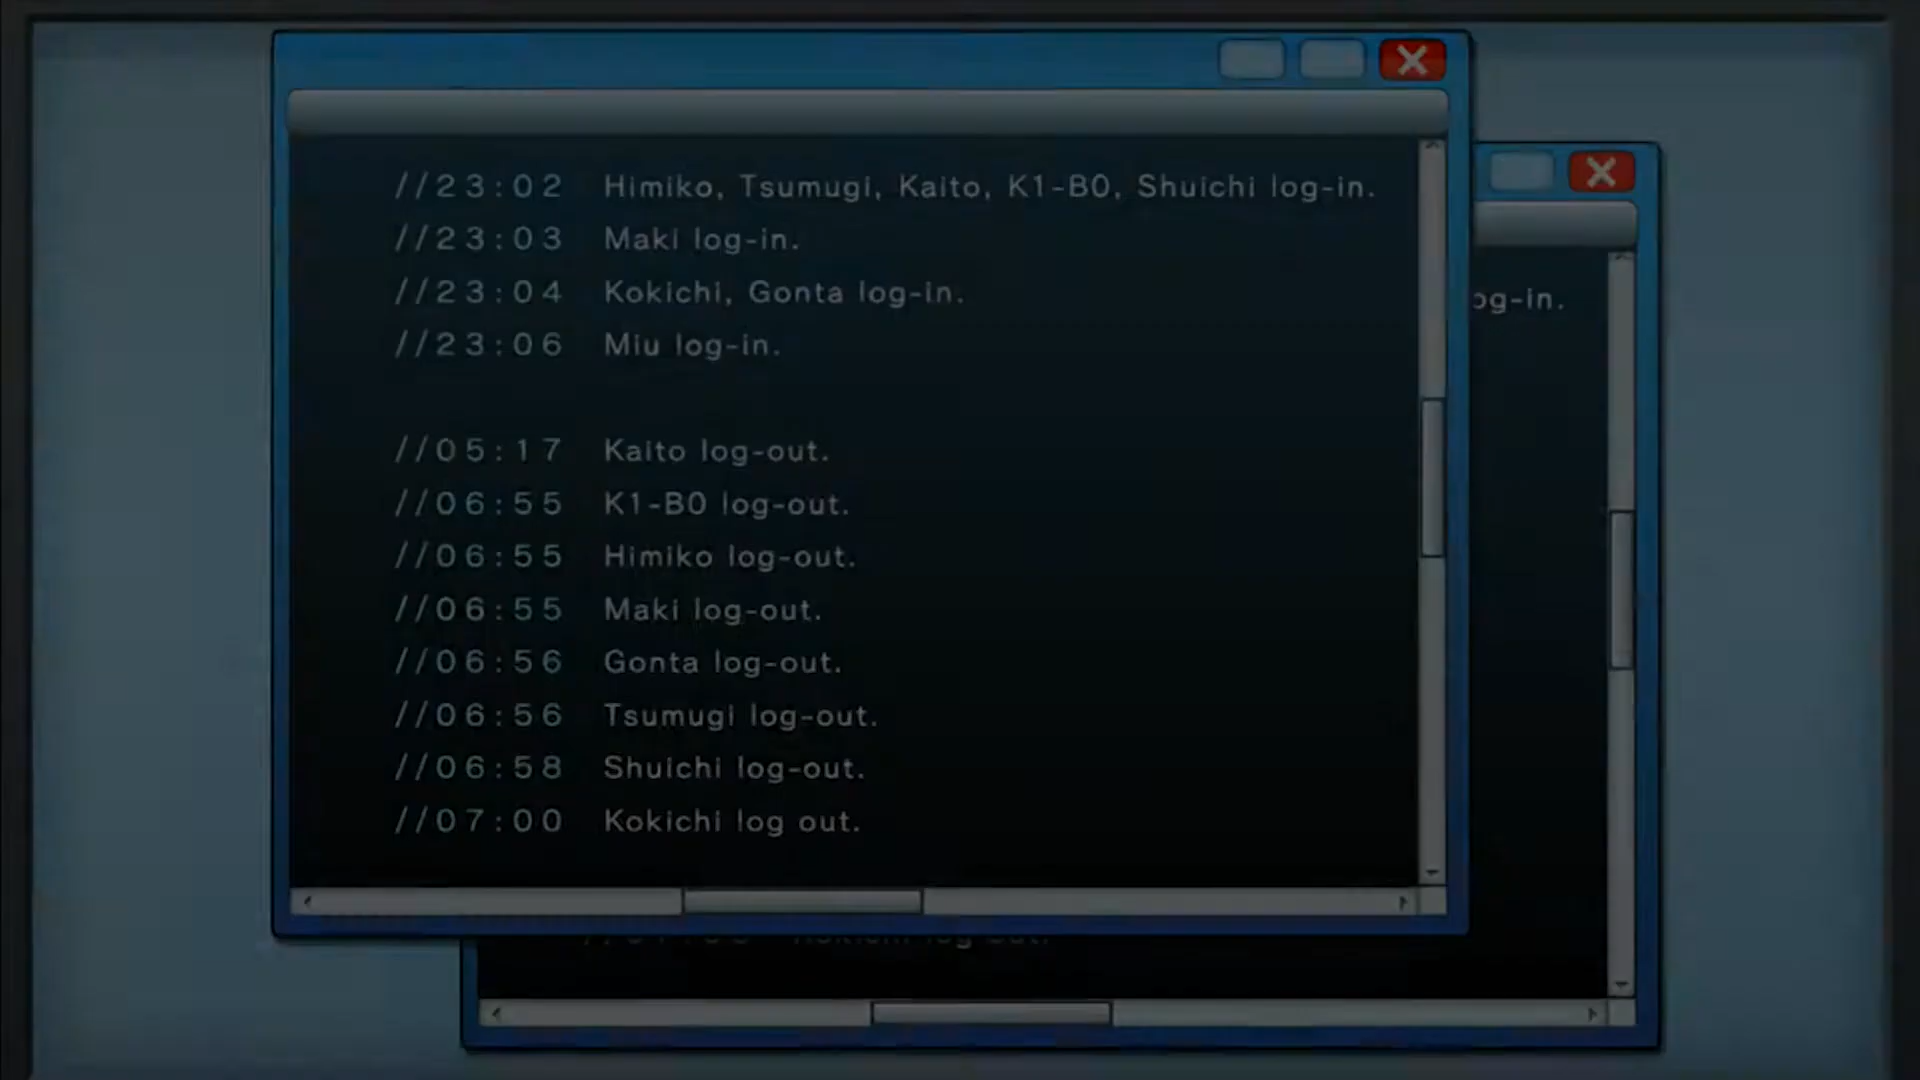 //23:02 Himiko, Tsumugi, Kaito, K1-B0, Shuichi log-in.
//23:03 Maki log-in.
//23:04 Kokichi, Gonta log-in.
og-in.
//23:06 Miu log-in.
//05:17 Kaito log-out.
//06:55 K1-B0 log-out.
//06:55 Himiko log-out.
//06:55 Maki log-out.
//06:56 Gonta log-out.
//06:56 Tsumugi log-out.
//06:58 Shuichi log-out.
//07:00 Kokichi log out.